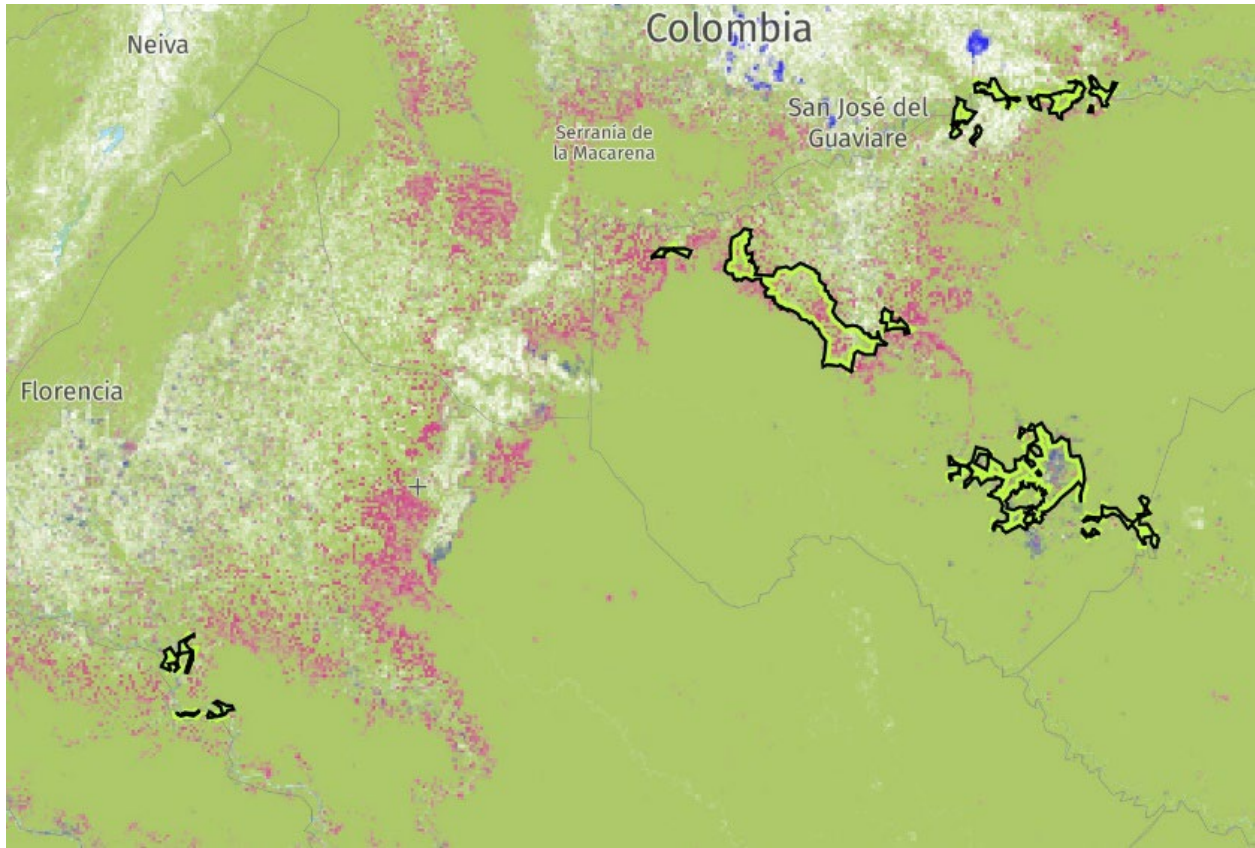 Colombia
Neiva
San José del
Guaviare
Serranía de
la Macarena
Florencia